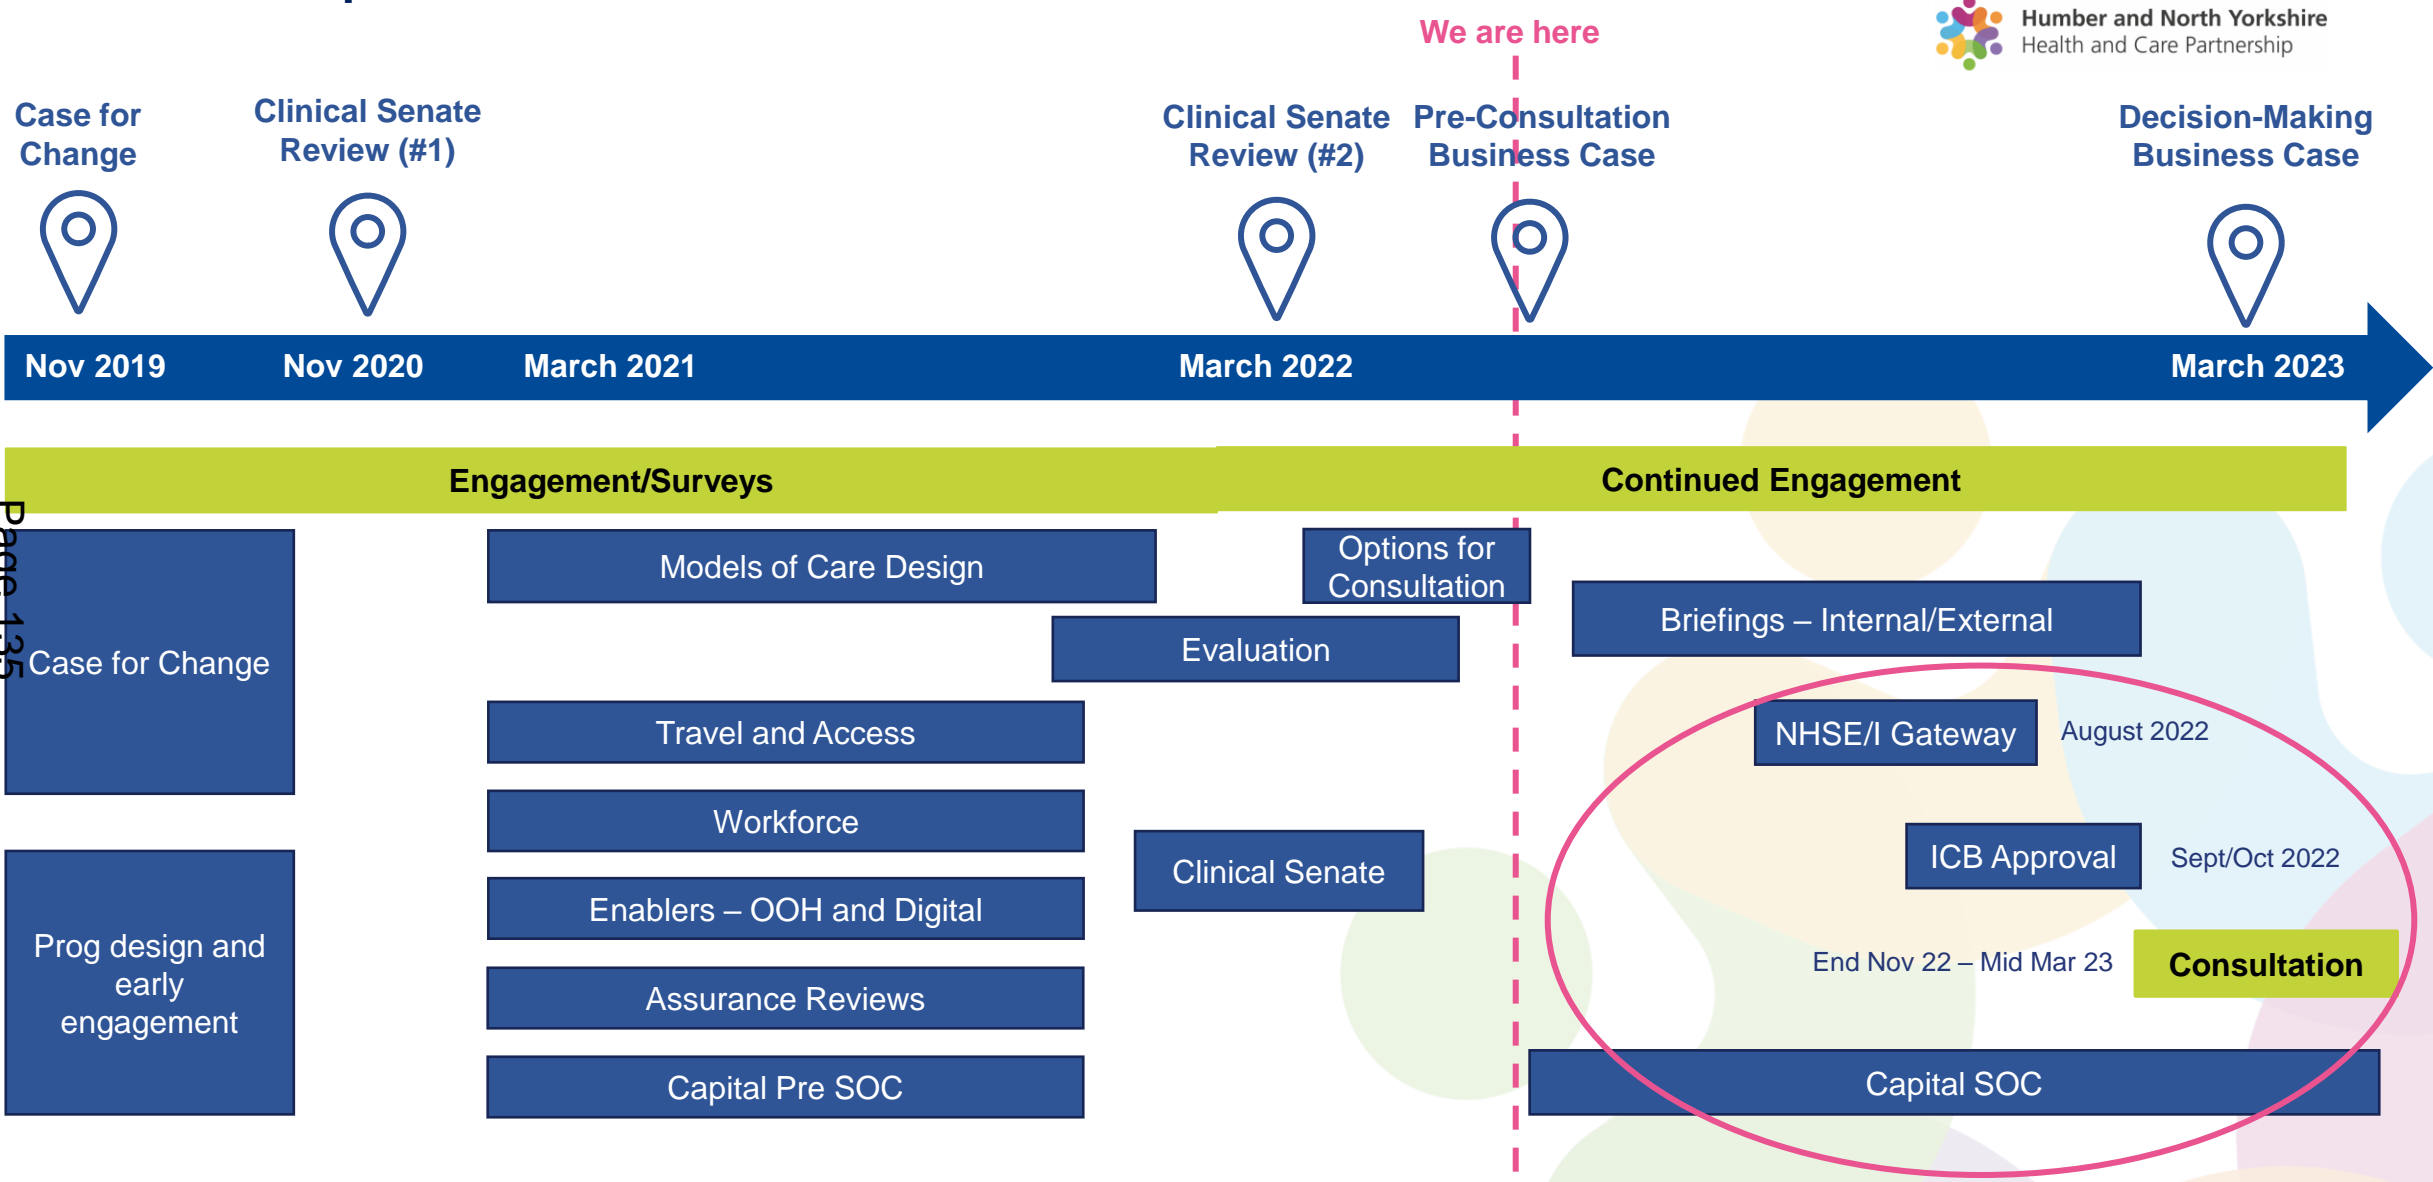 We are here
Humber and North Yorkshire
Health and Care Partnership
Case for
Change
Clinical Senate
Review (#1)
Clinical Senate
Review (#2)
Pre-Consultation
Business Case
Decision-Making
Business Case
Nov 2019
Nov 2020
March 2021
March 2022
March 2023
Engagement/Surveys
Continued Engagement
Page 135
Case for Change
Prog design and
early
engagement
Models of Care Design
Options for
Consultation
Evaluation
Briefings – Internal/External
Travel and Access
NHSE/I Gateway
August 2022
Workforce
Clinical Senate
ICB Approval
Sept/Oct 2022
Enablers – OOH and Digital
End Nov 22 – Mid Mar 23
Consultation
Assurance Reviews
Capital Pre SOC
Capital SOC